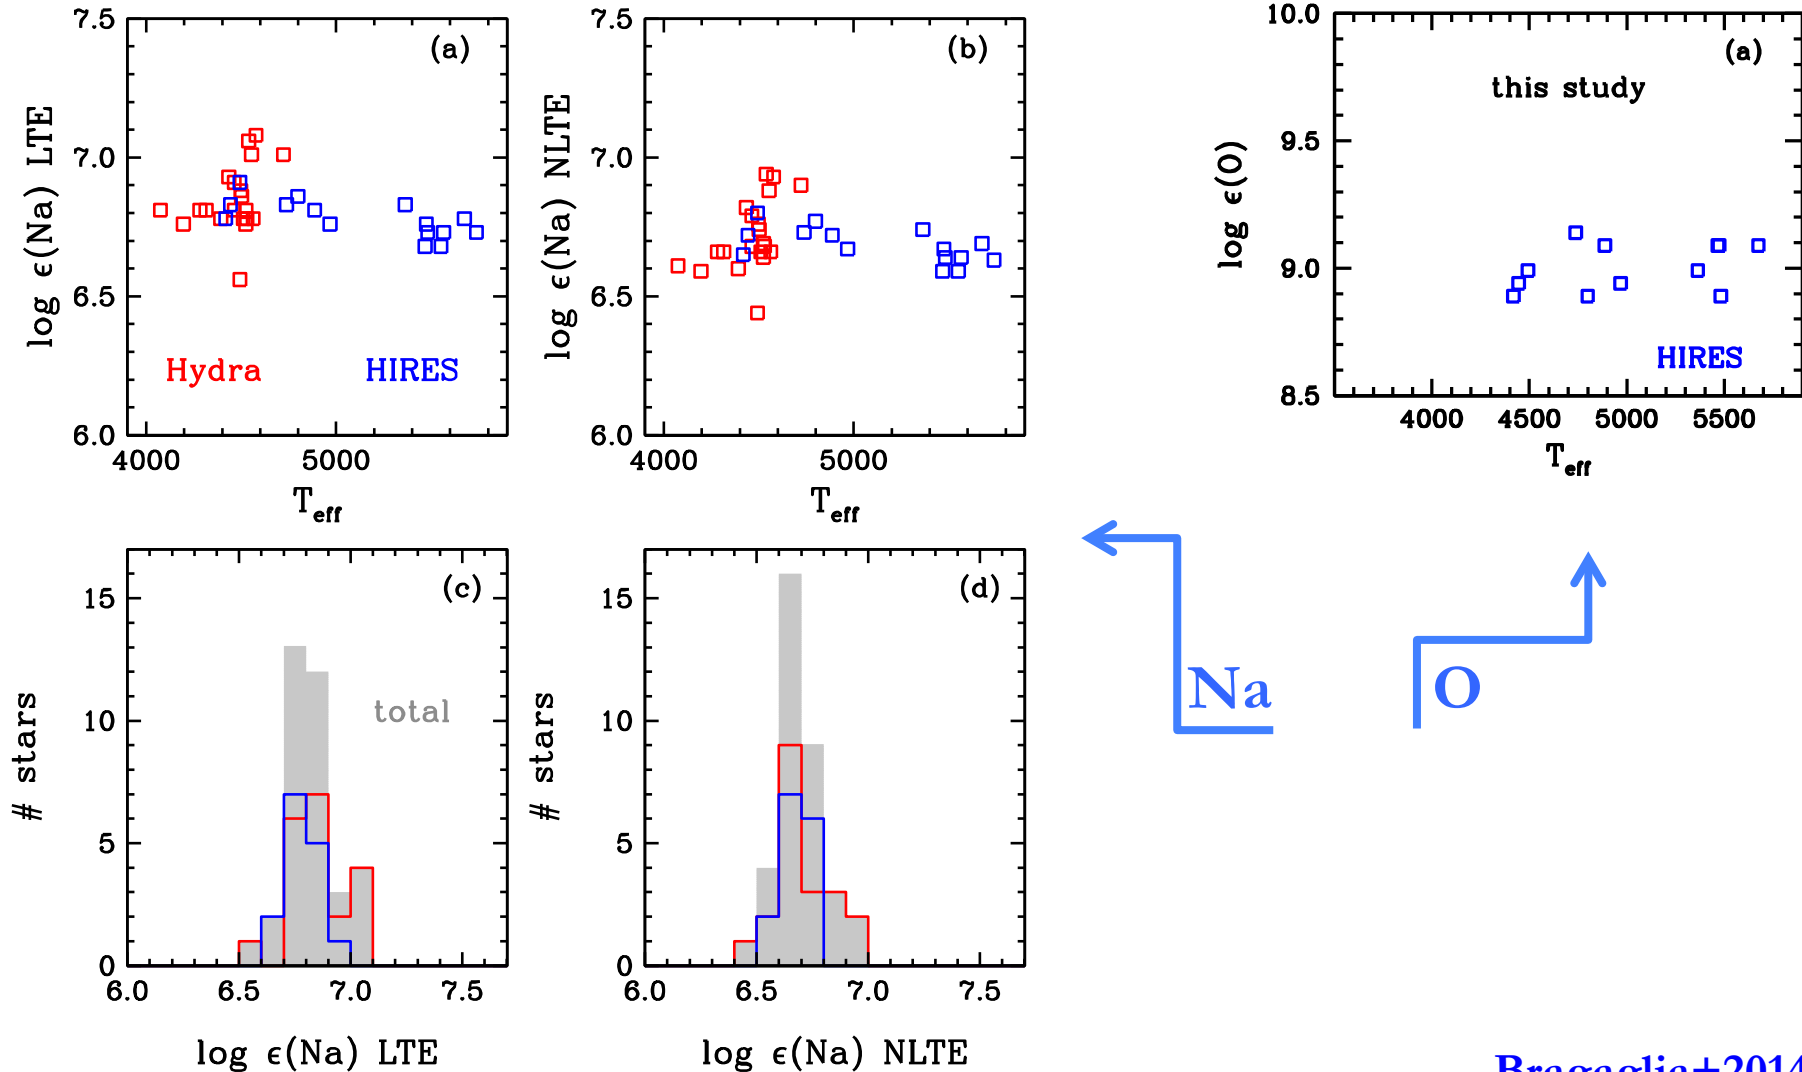 7.5
7.0
6.5
6.0
(a)
log ϵ(Na) LTE
Hydra
HIRES
4000
5000
Teff
7.5
7.0
6.5
6.0
(b)
log ϵ(Na) NLTE
4000
5000
Teff
10.0
9.5
9.0
8.5
(a)
this study
log ϵ(O)
HIRES
4000
4500
5000
5500
Teff
15
10
5
0
(c)
total
# stars
6.0
6.5
7.0
7.5
log ϵ(Na) LTE
15
10
5
0
(d)
# stars
6.0
6.5
7.0
7.5
log ϵ(Na) NLTE
Na
O
Bragaglia+2014